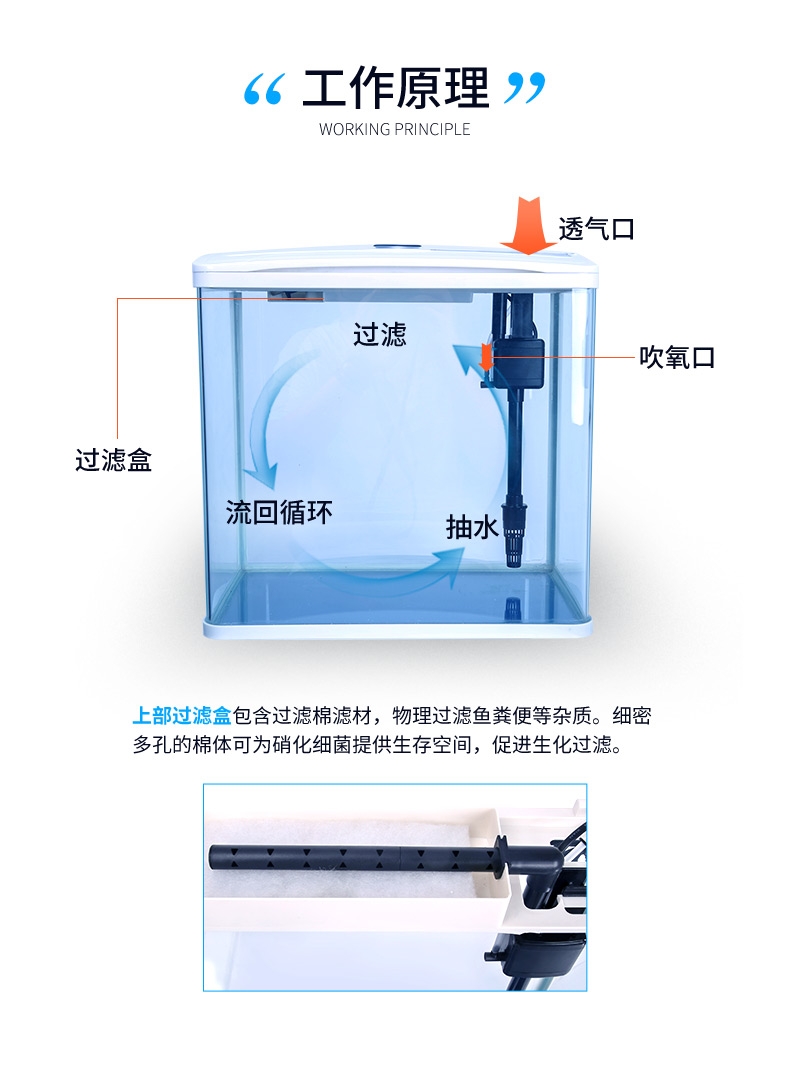 “工作原理”
WORKING PRINCIPLE
透气口
过滤
吹氧口
过滤盒
流回循环
抽水
上部过滤盒包含过滤棉滤材，物理过滤鱼粪便等杂质。细密
多孔的棉体可为硝化细菌提供生存空间，促进生化过滤。